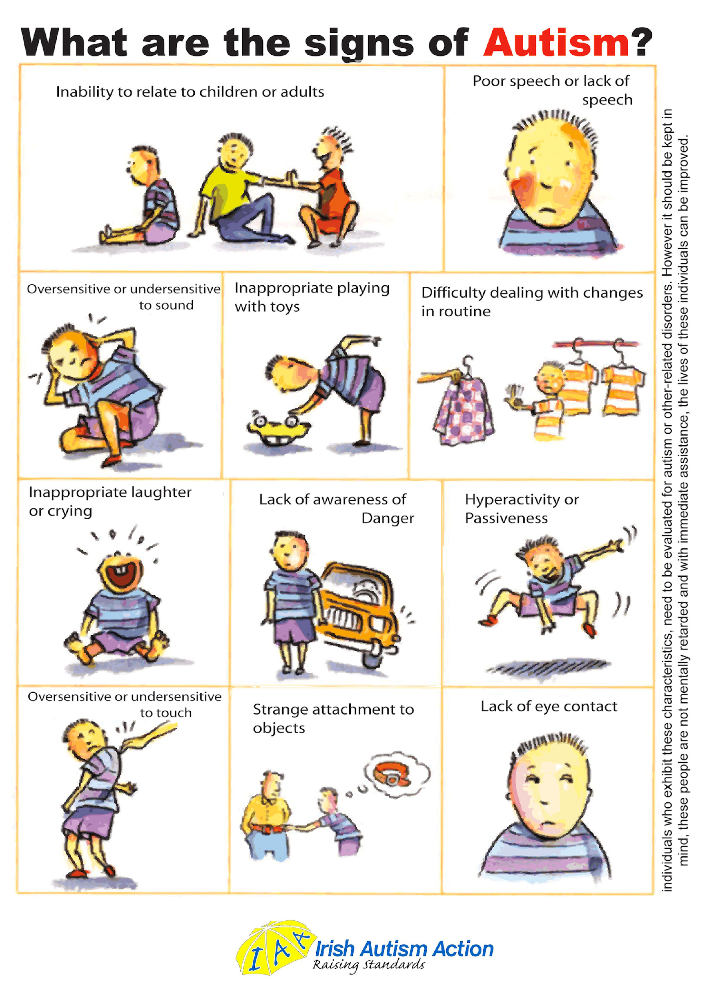 What are the signs of Autism?
Inability to relate to children or adults
Poor speech or lack of
speech
Oversensitive or undersensitive
to sound
Inappropriate playing
with toys
Difficulty dealing with changes
in routine
Inappropriate laughter
or crying
Lack of awareness of
Danger
Hyperactivity or
Passiveness
Oversensitive or undersensitive
to touch
Strange attachment to
objects
Lack of eye contact
individuals who exhibit these characteristics, need to be evaluated for autism or other-related disorders. However it should be kept in
mind, these people are not mentally retarded and with immediate assistance, the lives of these individuals can be improved.
IAA
Irish Autism Action
Raising Standards